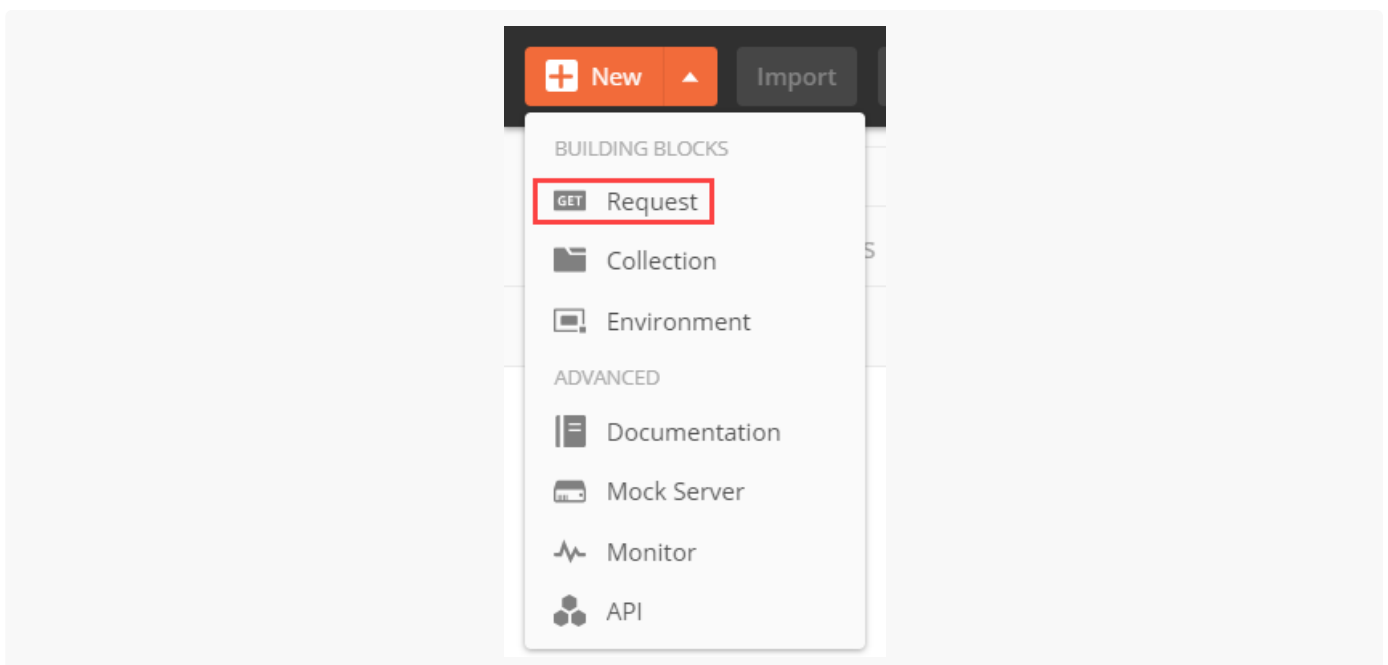 New
Import
BUILDING BLOCKS
GET Request
Collection
s
Environment
ADVANCED
Documentation
Mock Server
Monitor
API